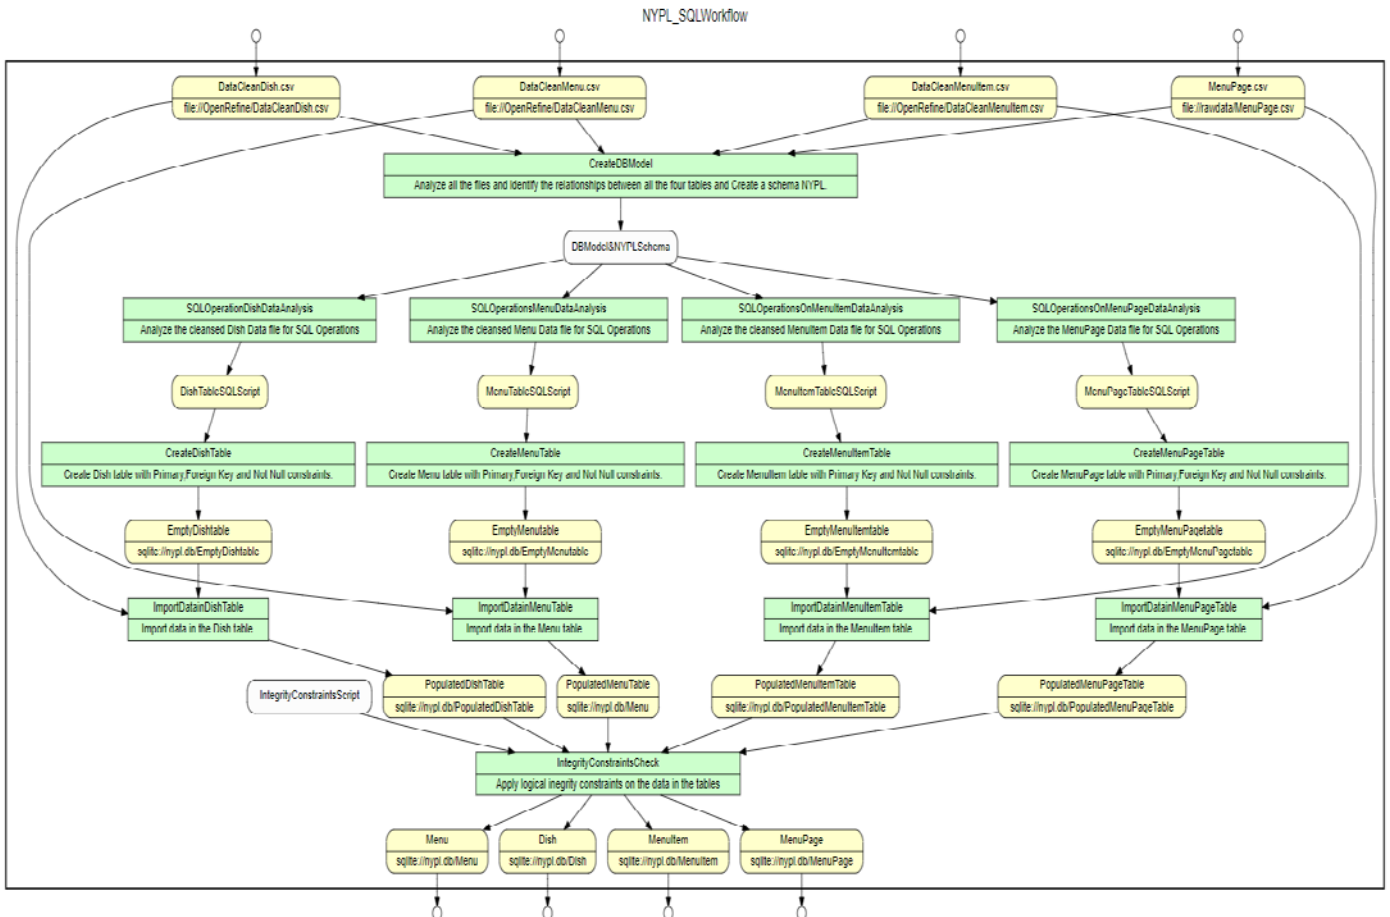 NYPL_SQLWorkflow
DataCleanDish.csv
file://OpenRefine/DataCleanDish.csv
DataCleanMenu.csv
file://OpenRefine/DataCleanMenu.csv
DataCleanMenuItem.csv
file://OpenRefine/DataCleanMenuItem.csv
MenuPage.csv
file://rawdata/MenuPage.csv
CreateDBModel
Analyze all the files and identify the relationships between all the four tables and Create a schema NYPL.
DBModel&NYPLSchema
SQLOperationDishDataAnalysis
Analyze the cleansed Dish Data file for SQL Operations
SQLOperationsMenuDataAnalysis
Analyze the cleansed Menu Data file for SQL Operations
SQLOperationsOnMenuItemDataAnalysis
Analyze the cleansed MenuItem Data file for SQL Operations
SQLOperationsOnMenuPageDataAnalysis
Analyze the MenuPage Data file for SQL Operations
DishTableSQLScript
MenuTableSQLScript
MenuItemTableSQLScript
MenuPageTableSQLScript
CreateDishTable
Create Dish table with Primary,Foreign Key and Not Null constraints.
CreateMenuTable
Create Menu table with Primary,Foreign Key and Not Null constraints.
CreateMenuItemTable
Create MenuItem table with Primary Key and Not Null constraints.
CreateMenuPageTable
Create MenuPage table with Primary,Foreign Key and Not Null constraints.
EmptyDishtable
sqlite://nypl.db/EmptyDishtable
EmptyMenutable
sqlite://nypl.db/EmptyMenutable
EmptyMenuItemtable
sqlite://nypl.db/EmptyMenuItemtable
EmptyMenuPagetable
sqlite://nypl.db/EmptyMenuPagetable
ImportDatainDishTable
Import data in the Dish table
ImportDatainMenuTable
Import data in the Menu table
ImportDatainMenuItemTable
Import data in the MenuItem table
ImportDatainMenuPageTable
Import data in the MenuPage table
IntegrityConstraintsScript
PopulatedDishTable
sqlite://nypl.db/PopulatedDishTable
PopulatedMenuTable
sqlite://nypl.db/Menu
PopulatedMenuItemTable
sqlite://nypl.db/PopulatedMenuItemTable
PopulatedMenuPageTable
sqlite://nypl.db/PopulatedMenuPageTable
IntegrityConstraintsCheck
Apply logical inegrity constraints on the data in the tables
Menu
sqlite://nypl.db/Menu
Dish
sqlite://nypl.db/Dish
MenuItem
sqlite://nypl.db/MenuItem
MenuPage
sqlite://nypl.db/MenuPage